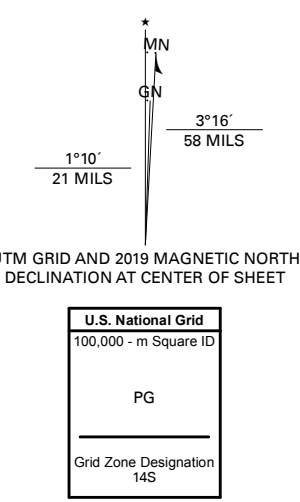 ★
MN
GN
3°16´
58 MILS
1°10´
21 MILS
UTM GRID AND 2019 MAGNETIC NORTH
DECLINATION AT CENTER OF SHEET
U.S. National Grid
100,000 - m Square ID
PG
Grid Zone Designation
14S